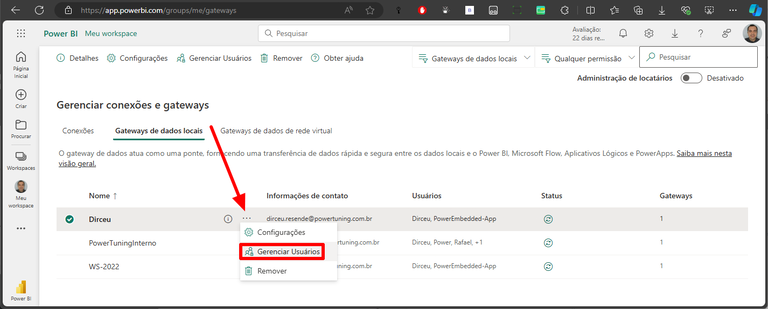 https://app.powerbi.com/groups/me/gateways
Power BI Meu workspace
Pesquisar
Avaliação:
22 dias re...
Detalhes Configurações Gerenciar Usuários Remover Obter ajuda Gateways de dados locais Qualquer permissão Pesquisar
Administração de locatários Desativado
Página
inicial
Criar
Procurar
Workspaces
Meu
workspace
Power BI
Gerenciar conexões e gateways
Conexões Gateways de dados locais Gateways de dados de rede virtual
O gateway de dados atua como uma ponte, fornecendo uma transferência de dados rápida e segura entre os dados locais e o Power BI, Microsoft Flow, Aplicativos Lógicos e PowerApps. Saiba mais nesta
visão geral.
Nome Informações de contato Usuários Status Gateways
Dirceu dirceu.resende@powertuning.com.br Dirceu, PowerEmbedded-App 1
Configurações
PowerTuningInterno rtuning.com.br Dirceu, Power, Rafael, +1 1
Gerenciar Usuários
WS-2022 rtuning.com.br Dirceu, PowerEmbedded-App 1
Remover